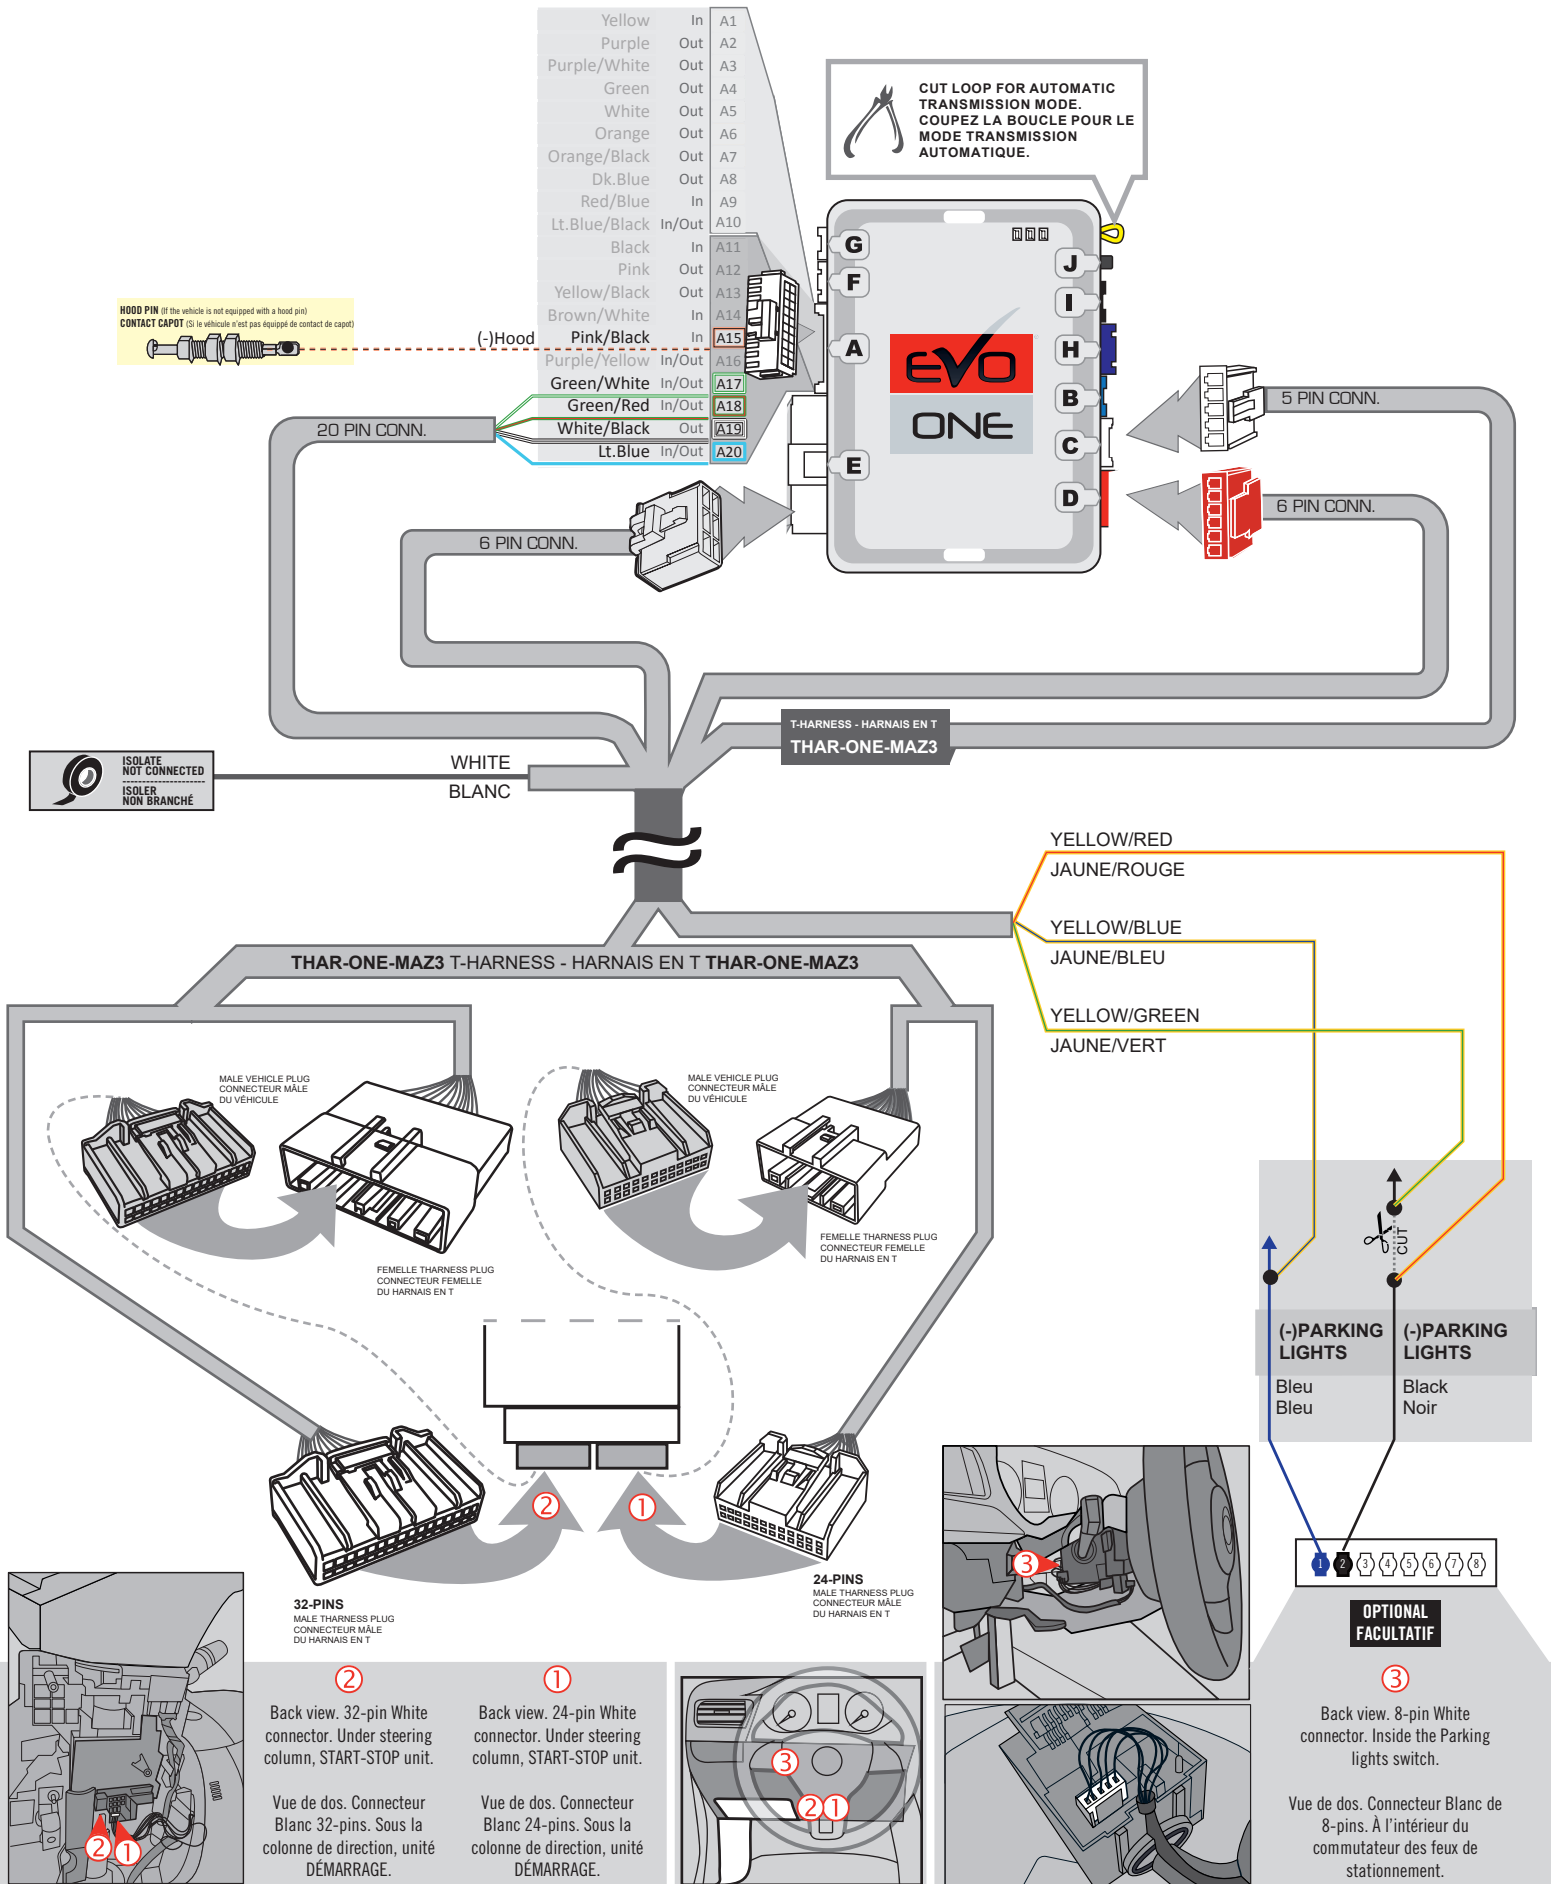 Yellow In A1
Purple Out A2
Purple/White Out A3
Green Out A4
White Out A5
Orange Out A6
Orange/Black Out A7
Dk.Blue Out A8
Red/Blue In A9
Lt.Blue/Black In/Out A10
Black In A11
Pink Out A12
Yellow/Black Out A13
Brown/White In A14
(-)Hood Pink/Black In A15
Purple/Yellow In/Out A16
Green/White In/Out A17
Green/Red In/Out A18
White/Black Out A19
Lt.Blue In/Out A20
CUT LOOP FOR AUTOMATIC
TRANSMISSION MODE.
COUPEZ LA BOUCLE POUR LE
MODE TRANSMISSION
AUTOMATIQUE.
HOOD PIN (If the vehicle is not equipped with a hood pin)
CONTACT CAPOT (Si le véhicule n'est pas équipé de contact de capot)
G
F
A
E
J
I
H
B
C
D
EVO
ONE
20 PIN CONN.
6 PIN CONN.
5 PIN CONN.
6 PIN CONN.
T-HARNESS - HARNAIS EN T
THAR-ONE-MAZ3
ISOLATE
NOT CONNECTED
ISOLER
NON BRANCHÉ
WHITE
BLANC
YELLOW/RED
JAUNE/ROUGE
YELLOW/BLUE
JAUNE/BLEU
YELLOW/GREEN
JAUNE/VERT
THAR-ONE-MAZ3 T-HARNESS - HARNAIS EN T THAR-ONE-MAZ3
MALE VEHICLE PLUG
CONNECTEUR MÂLE
DU VÉHICULE
FEMELLE THARNESS PLUG
CONNECTEUR FEMELLE
DU HARNAIS EN T
MALE VEHICLE PLUG
CONNECTEUR MÂLE
DU VÉHICULE
FEMELLE THARNESS PLUG
CONNECTEUR FEMELLE
DU HARNAIS EN T
CUT
(-)PARKING
LIGHTS
Bleu
Bleu
(-)PARKING
LIGHTS
Black
Noir
2
1
32-PINS
MALE THARNESS PLUG
CONNECTEUR MÂLE
DU HARNAIS EN T
24-PINS
MALE THARNESS PLUG
CONNECTEUR MÂLE
DU HARNAIS EN T
3
1 2 3 4 5 6 7 8
OPTIONAL
FACULTATIF
2 1
2
Back view. 32-pin White
connector. Under steering
column, START-STOP unit.
Vue de dos. Connecteur
Blanc 32-pins. Sous la
colonne de direction, unité
DÉMARRAGE.
1
Back view. 24-pin White
connector. Under steering
column, START-STOP unit.
Vue de dos. Connecteur
Blanc 24-pins. Sous la
colonne de direction, unité
DÉMARRAGE.
3
2 1
3
Back view. 8-pin White
connector. Inside the Parking
lights switch.
Vue de dos. Connecteur Blanc de
8-pins. À l'intérieur du
commutateur des feux de
stationnement.